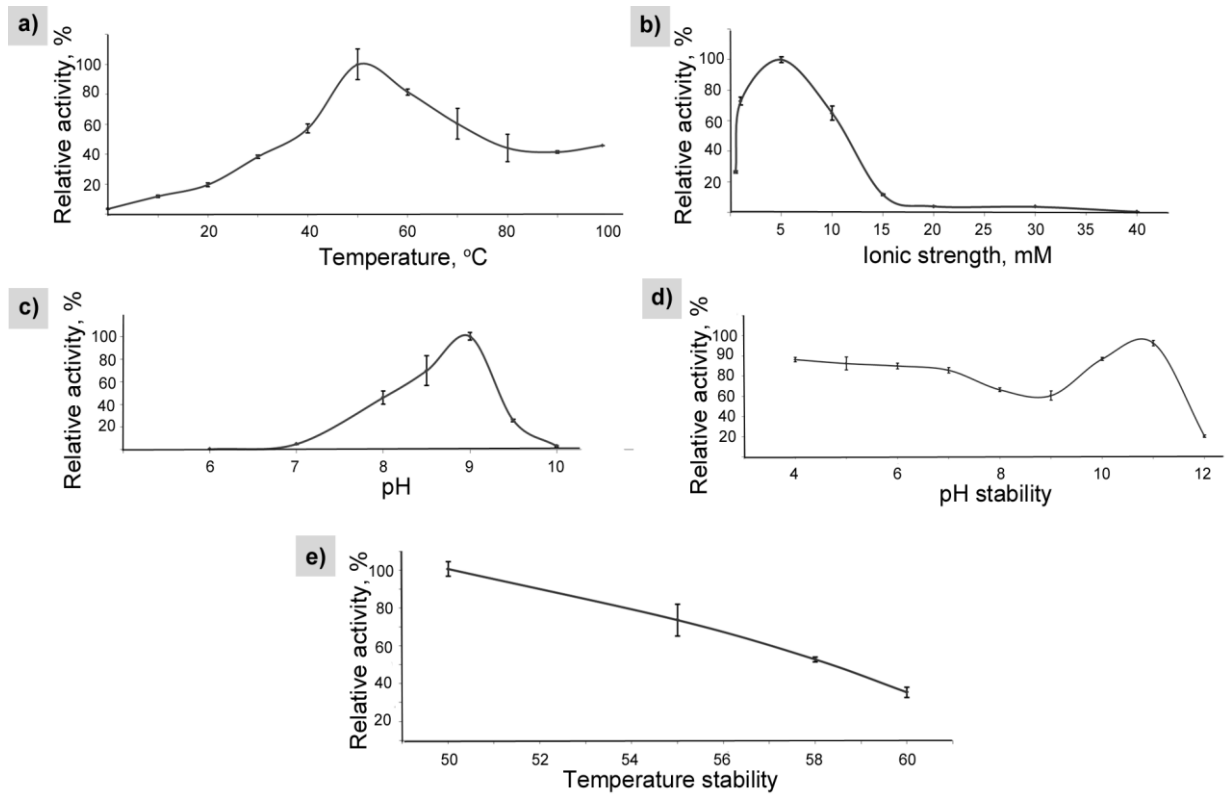 a)
Relative activity, %
100
80
60
40
20
20 40 60 80 100
Temperature, °C
b)
Relative activity, %
100
80
60
40
20
5 10 15 20 25 30 35 40
Ionic strength, mM
c)
Relative activity, %
100
80
60
40
20
6 7 8 9 10
pH
d)
Relative activity, %
100
90
60
80
20
4 6 8 10 12
pH stability
e)
Relative activity, %
100
80
60
40
20
50 52 54 56 58 60
Temperature stability